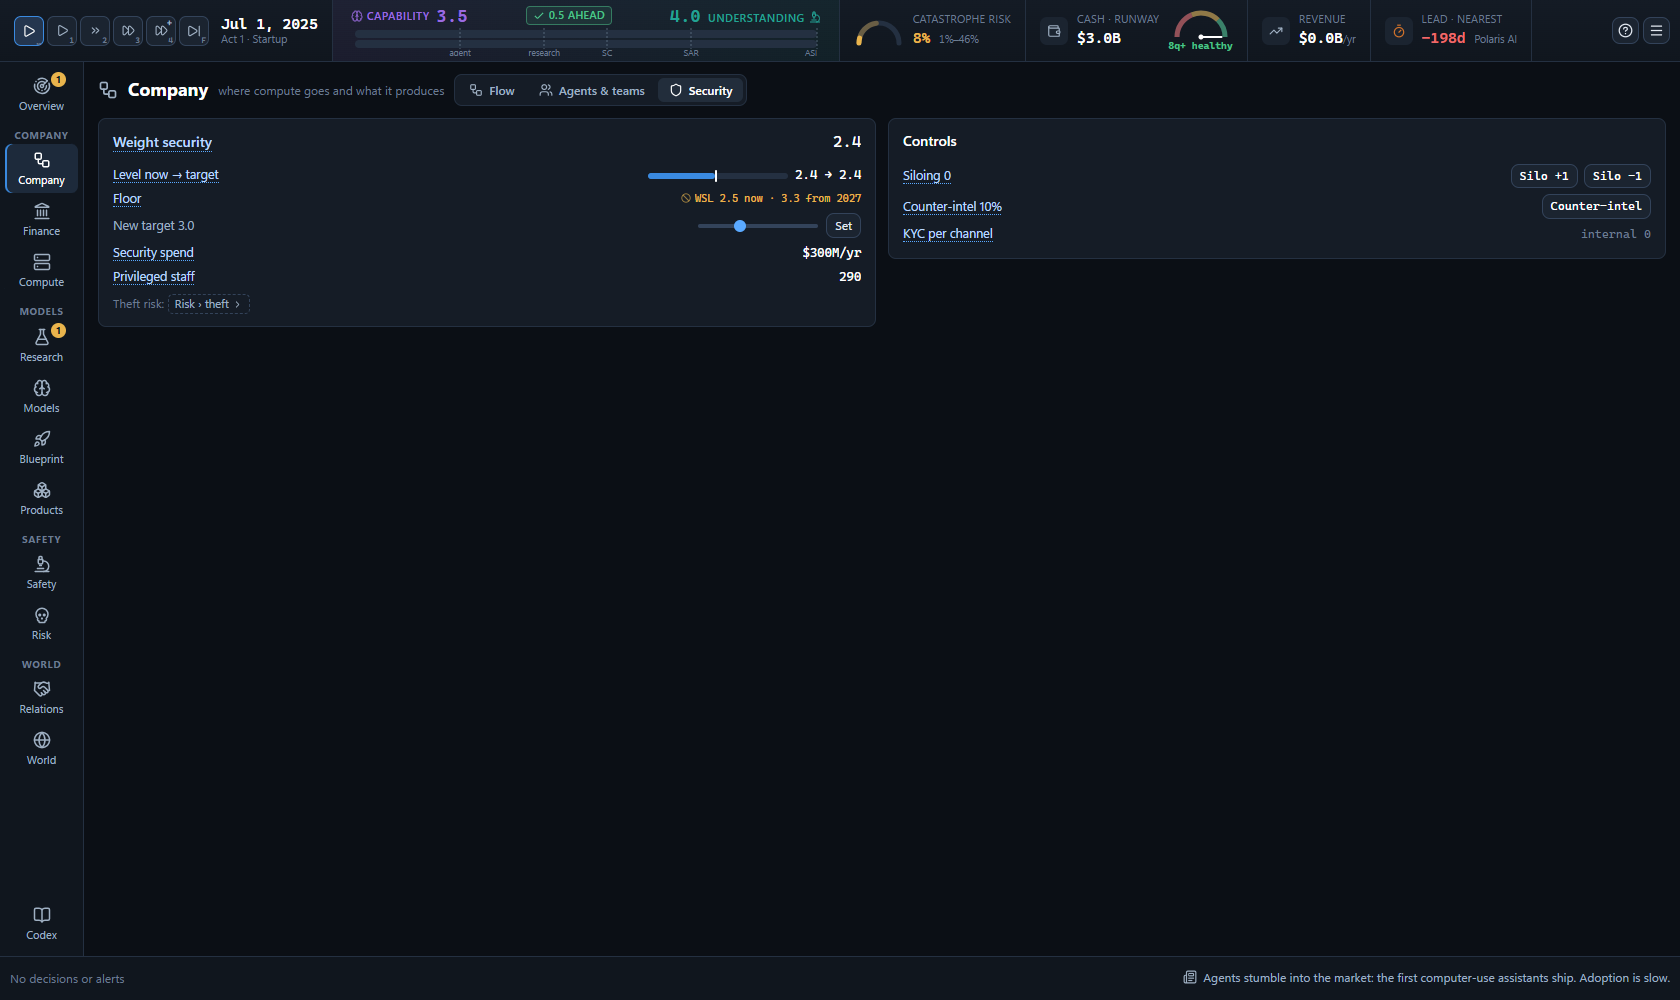 1
2
3
4
F
Jul 1, 2025
Act 1 · Startup
CAPABILITY 3.5
0.5 AHEAD
4.0 UNDERSTANDING
agent
research
SC
SAR
ASI
CATASTROPHE RISK
8% 1%–46%
CASH · RUNWAY
$3.0B
8q+ healthy
REVENUE
$0.0B/yr
LEAD · NEAREST
−198d Polaris AI
1
Overview
COMPANY
Company
Finance
Compute
MODELS
1
Research
Models
Blueprint
Products
SAFETY
Safety
Risk
WORLD
Relations
World
Codex
Company
where compute goes and what it produces
Flow
Agents & teams
Security
Weight security
2.4
Level now → target
2.4 → 2.4
Floor
WSL 2.5 now · 3.3 from 2027
New target 3.0
Set
Security spend
$300M/yr
Privileged staff
290
Theft risk: Risk › theft ›
Controls
Siloing 0
Silo +1
Silo −1
Counter-intel 10%
Counter-intel
KYC per channel
internal 0
No decisions or alerts
Agents stumble into the market: the first computer-use assistants ship. Adoption is slow.